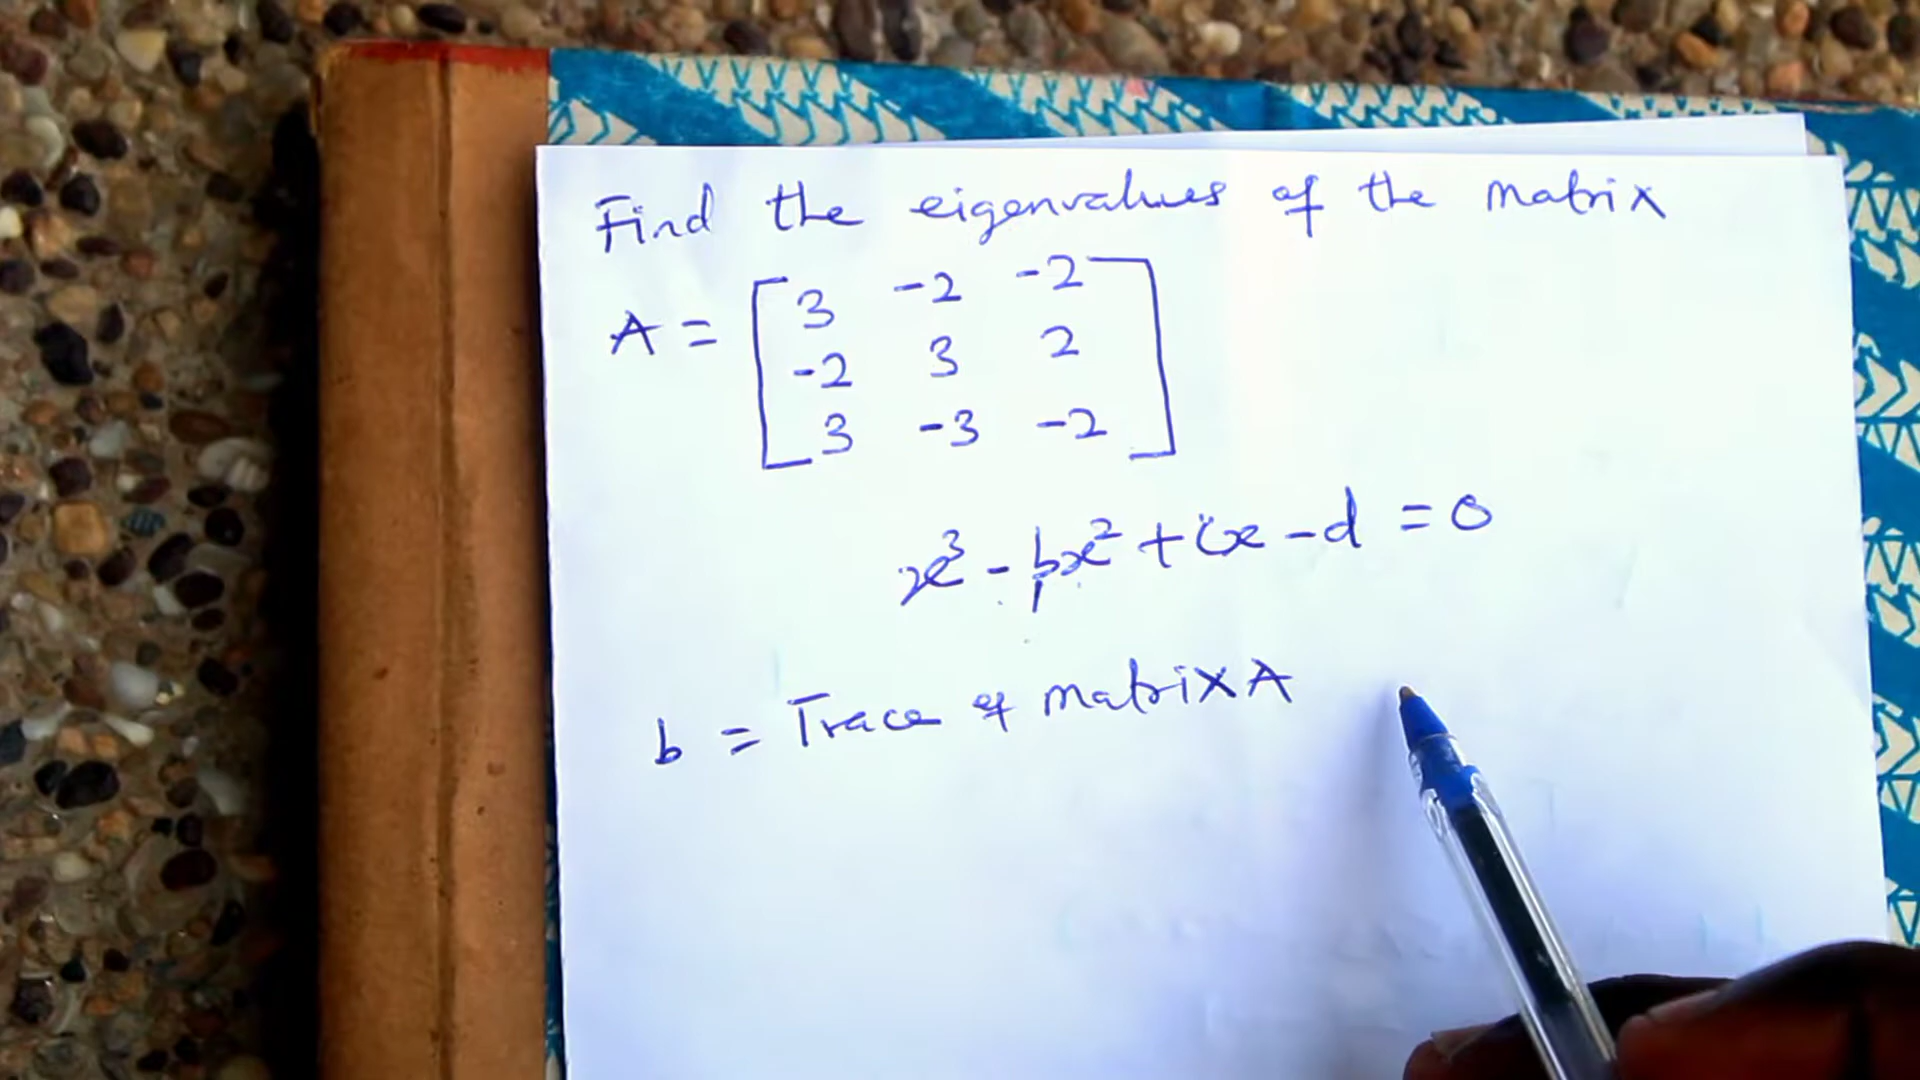 Find the eigenvalues of the matrix
A = [3 -2 -2
-2 3 2
3 -3 -2]
x³ - bx² + cx - d = 0
b = Trace of matrix A